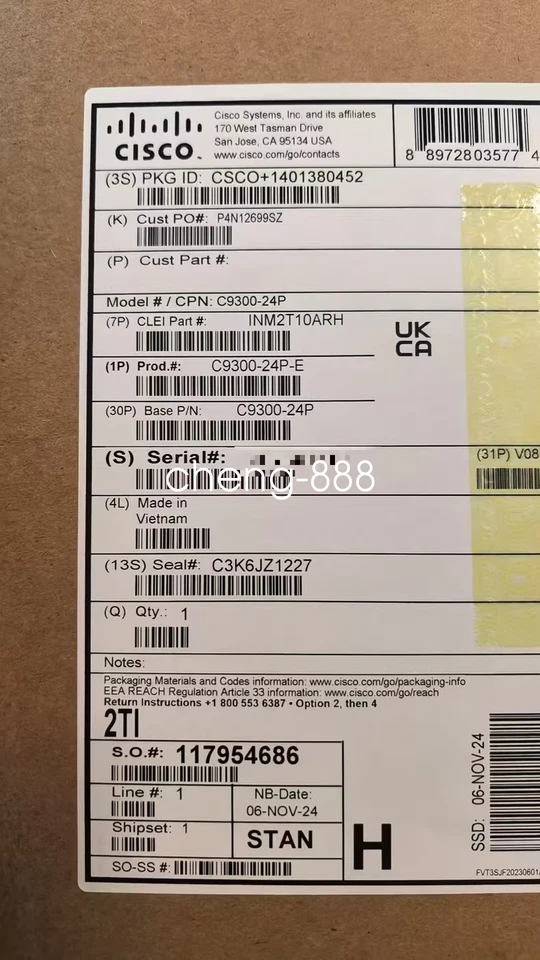 Cisco Systems, Inc. and its affiliates
170 West Tasman Drive
San Jose, CA 95134 USA
www.cisco.com/go/contacts
CISCO
8 8972803577 4
(3S) PKG ID: CSCO+1401380452
(K) Cust PO#: P4N12699SZ
(P) Cust Part #:
Model # / CPN: C9300-24P
(7P) CLEI Part #: INM2T10ARH
UK
CA
(1P) Prod.#: C9300-24P-E
(30P) Base P/N: C9300-24P
(S) Serial#:
(31P) V08
cheng-888
(4L) Made in
Vietnam
(13S) Seal#: C3K6JZ1227
(Q) Qty.: 1
Notes:
Packaging Materials and Codes information: www.cisco.com/go/packaging-info
EEA REACH Regulation Article 33 information: www.cisco.com/go/reach
Return Instructions +1 800 553 6387 • Option 2, then 4
2TI
S.O.#: 117954686
Line #: 1
NB-Date:
06-NOV-24
Shipset: 1
STAN
H
SO-SS #:
SSD: 06-NOV-24
FVT3SJF20230601